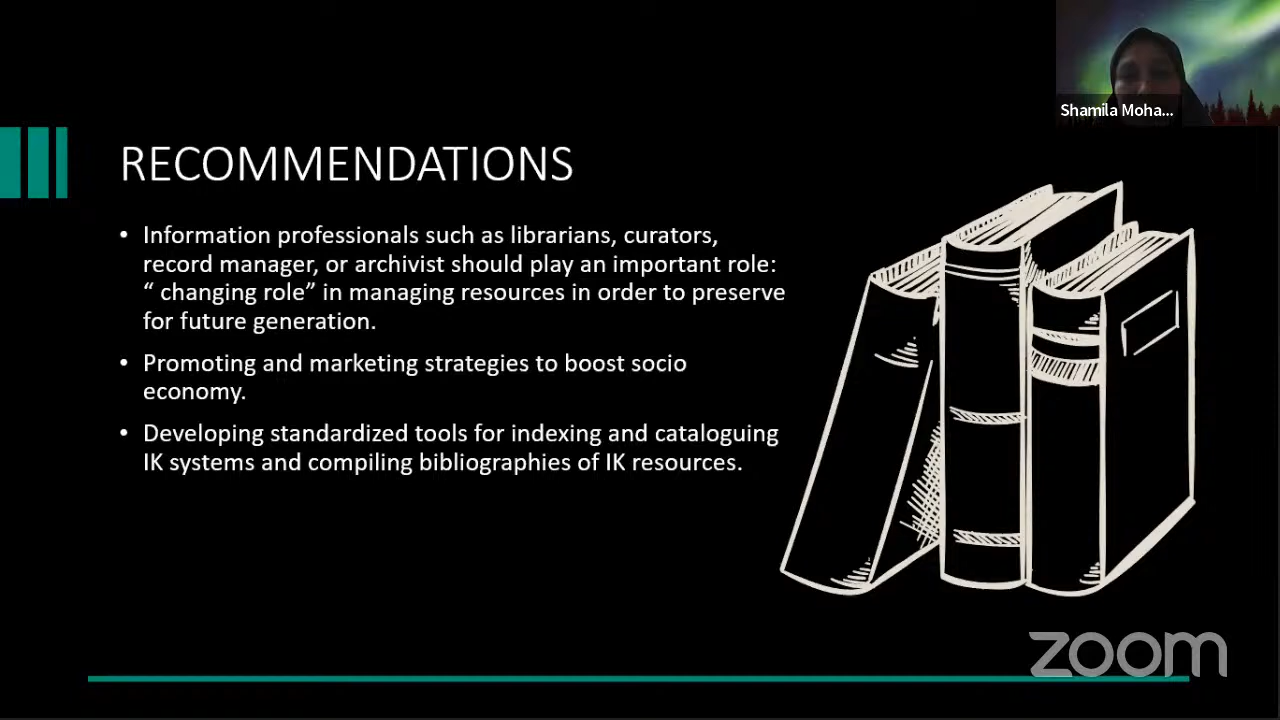 Shamila Moha...
RECOMMENDATIONS
• Information professionals such as librarians, curators,
record manager, or archivist should play an important role:
“ changing role” in managing resources in order to preserve
for future generation.
• Promoting and marketing strategies to boost socio
economy.
• Developing standardized tools for indexing and cataloguing
IK systems and compiling bibliographies of IK resources.
zoom